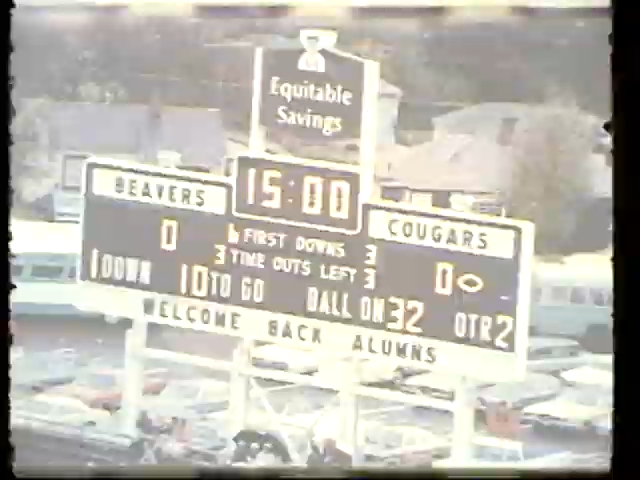 Equitable
Savings
15:00
BEAVERS COUGARS
0 6 FIRST DOWNS 3 0
3 TIME OUTS LEFT 3
1 DOWN 10 TO GO BALL ON 32 QTR 2
WELCOME BACK ALUMNS